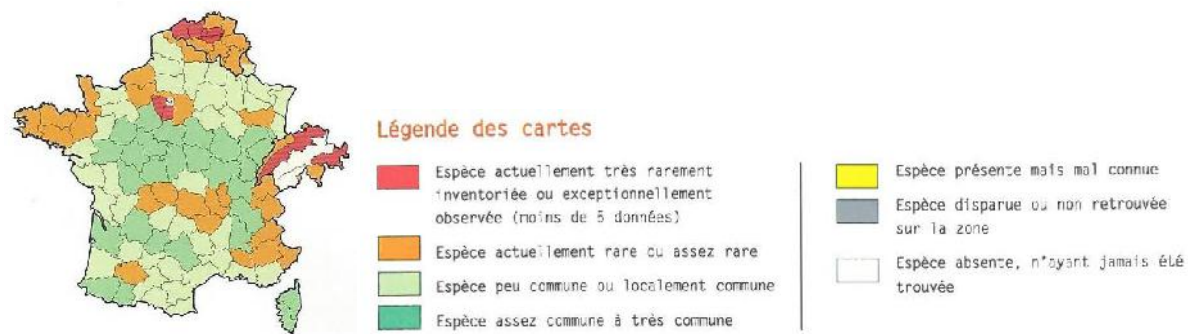 Légende des cartes
Espèce actuellement très rarement
inventoriée ou exceptionnellement
observée (moins de 5 données)
Espèce actuellement rare ou assez rare
Espèce peu commune ou localement commune
Espèce assez commune à très commune
Espèce présente mais mal connue
Espèce disparue ou non retrouvée
sur la zone
Espèce absente, n'ayant jamais été
trouvée